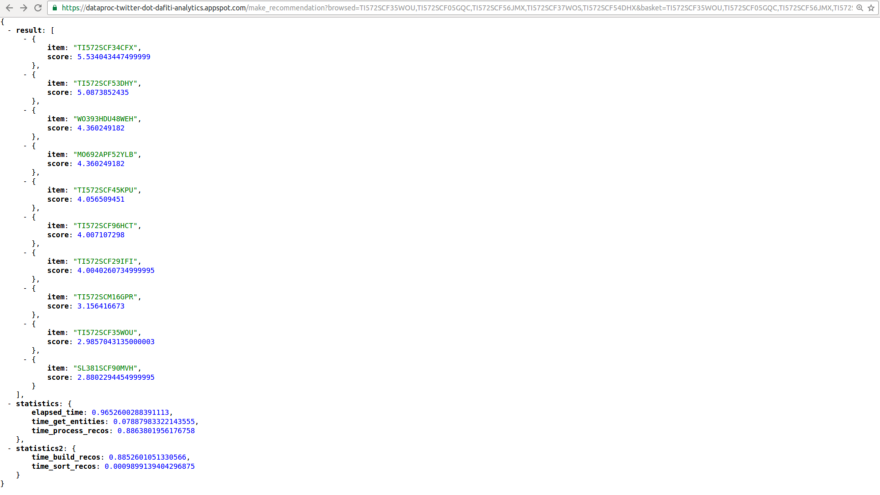 https://dataproc-twitter-dot-dafiti-analytics.appspot.com/make_recommendation?browsed=TI572SCF35WOU,TI572SCF05GQC,TI572SCF56JMX,TI572SCF37WOS,TI572SCF54DHX&basket=TI572SCF35WOU,TI572SCF05GQC,TI572SCF56JMX,TI572S
{
- result: [
- {
item: "TI572SCF34CFX",
score: 5.534043447499999
},
- {
item: "TI572SCF53DHY",
score: 5.0873852435
},
- {
item: "WO393HDU48WEH",
score: 4.360249182
},
- {
item: "MO692APF52YLB",
score: 4.360249182
},
- {
item: "TI572SCF45KPU",
score: 4.056509451
},
- {
item: "TI572SCF96HCT",
score: 4.007107298
},
- {
item: "TI572SCF29IFI",
score: 4.0040260734999995
},
- {
item: "TI572SCM16GPR",
score: 3.156416673
},
- {
item: "TI572SCF35WOU",
score: 2.9857043135000003
},
- {
item: "SL381SCF90MVH",
score: 2.8802294454999995
}
],
- statistics: {
elapsed_time: 0.9652600288391113,
time_get_entities: 0.07887983322143555,
time_process_recos: 0.8863801956176758
},
- statistics2: {
time_build_recos: 0.8852601051330566,
time_sort_recos: 0.0009899139404296875
}
}